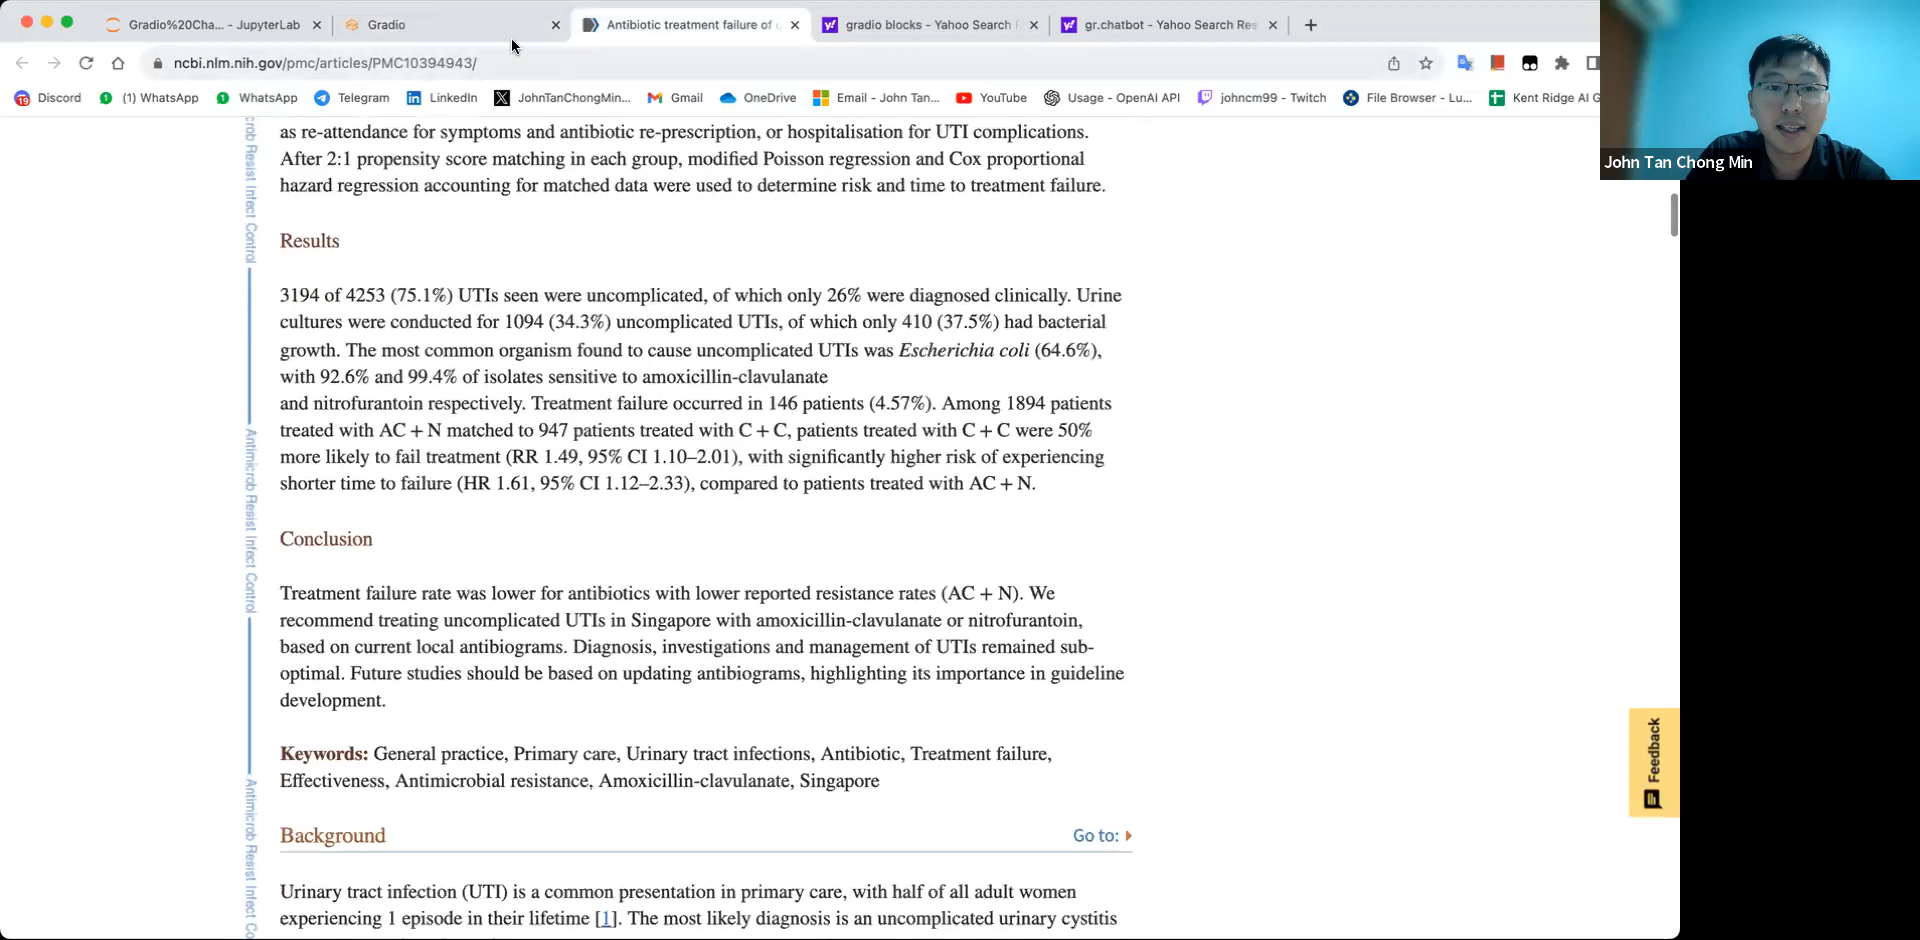 Gradio%20Cha... - JupyterLab
Gradio
Antibiotic treatment failure of
gradio blocks - Yahoo Search
gr.chatbot - Yahoo Search Res
ncbi.nlm.nih.gov/pmc/articles/PMC10394943/
19 Discord
(1) WhatsApp
WhatsApp
Telegram
LinkedIn
JohnTanChongMin...
Gmail
OneDrive
Email - John Tan...
YouTube
Usage - OpenAI API
johncm99 - Twitch
File Browser - Lu...
Kent Ridge AI G
John Tan Chong Min
as re-attendance for symptoms and antibiotic re-prescription, or hospitalisation for UTI complications.
After 2:1 propensity score matching in each group, modified Poisson regression and Cox proportional
hazard regression accounting for matched data were used to determine risk and time to treatment failure.
Results
3194 of 4253 (75.1%) UTIs seen were uncomplicated, of which only 26% were diagnosed clinically. Urine
cultures were conducted for 1094 (34.3%) uncomplicated UTIs, of which only 410 (37.5%) had bacterial
growth. The most common organism found to cause uncomplicated UTIs was Escherichia coli (64.6%),
with 92.6% and 99.4% of isolates sensitive to amoxicillin-clavulanate
and nitrofurantoin respectively. Treatment failure occurred in 146 patients (4.57%). Among 1894 patients
treated with AC + N matched to 947 patients treated with C + C, patients treated with C + C were 50%
more likely to fail treatment (RR 1.49, 95% CI 1.10–2.01), with significantly higher risk of experiencing
shorter time to failure (HR 1.61, 95% CI 1.12–2.33), compared to patients treated with AC + N.
Conclusion
Treatment failure rate was lower for antibiotics with lower reported resistance rates (AC + N). We
recommend treating uncomplicated UTIs in Singapore with amoxicillin-clavulanate or nitrofurantoin,
based on current local antibiograms. Diagnosis, investigations and management of UTIs remained sub-
optimal. Future studies should be based on updating antibiograms, highlighting its importance in guideline
development.
Keywords: General practice, Primary care, Urinary tract infections, Antibiotic, Treatment failure,
Effectiveness, Antimicrobial resistance, Amoxicillin-clavulanate, Singapore
Background
Go to:
Urinary tract infection (UTI) is a common presentation in primary care, with half of all adult women
experiencing 1 episode in their lifetime [1]. The most likely diagnosis is an uncomplicated urinary cystitis
crob Resist Infect Control
Antimicrob Resist Infect Control
Antimicrob Resist Infect Co
Feedback